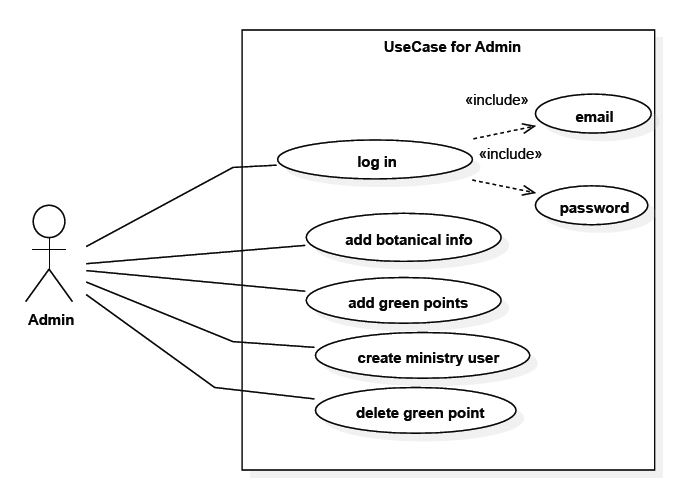 UseCase for Admin
«include»
email
«include»
log in
password
add botanical info
add green points
Admin
create ministry user
delete green point